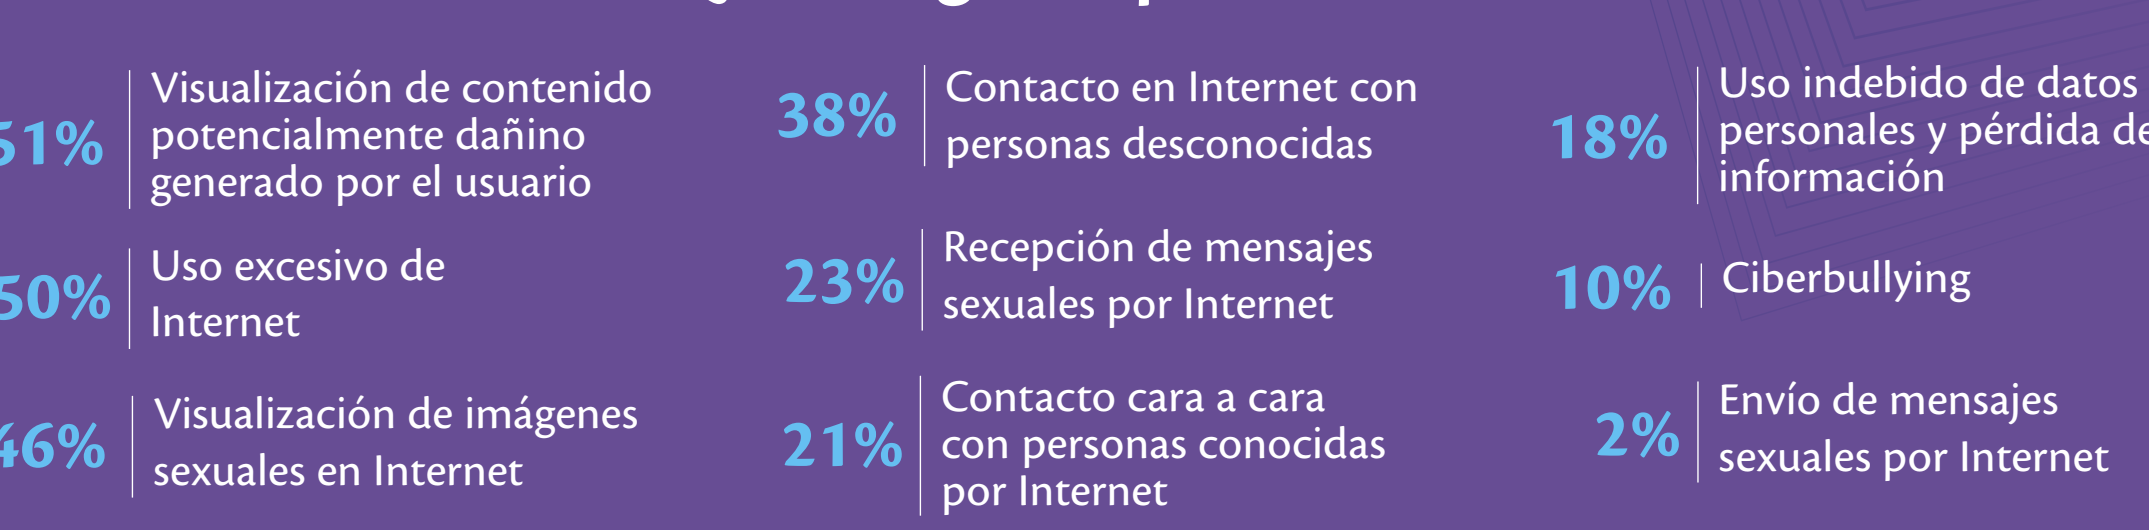 51%
Visualización de contenido
potencialmente dañino
generado por el usuario
50%
Uso excesivo de
Internet
46%
Visualización de imágenes
sexuales en Internet
38%
Contacto en Internet con
personas desconocidas
23%
Recepción de mensajes
sexuales por Internet
21%
Contacto cara a cara
con personas conocidas
por Internet
18%
Uso indebido de datos
personales y pérdida de
información
10%
Ciberbullying
2%
Envío de mensajes
sexuales por Internet